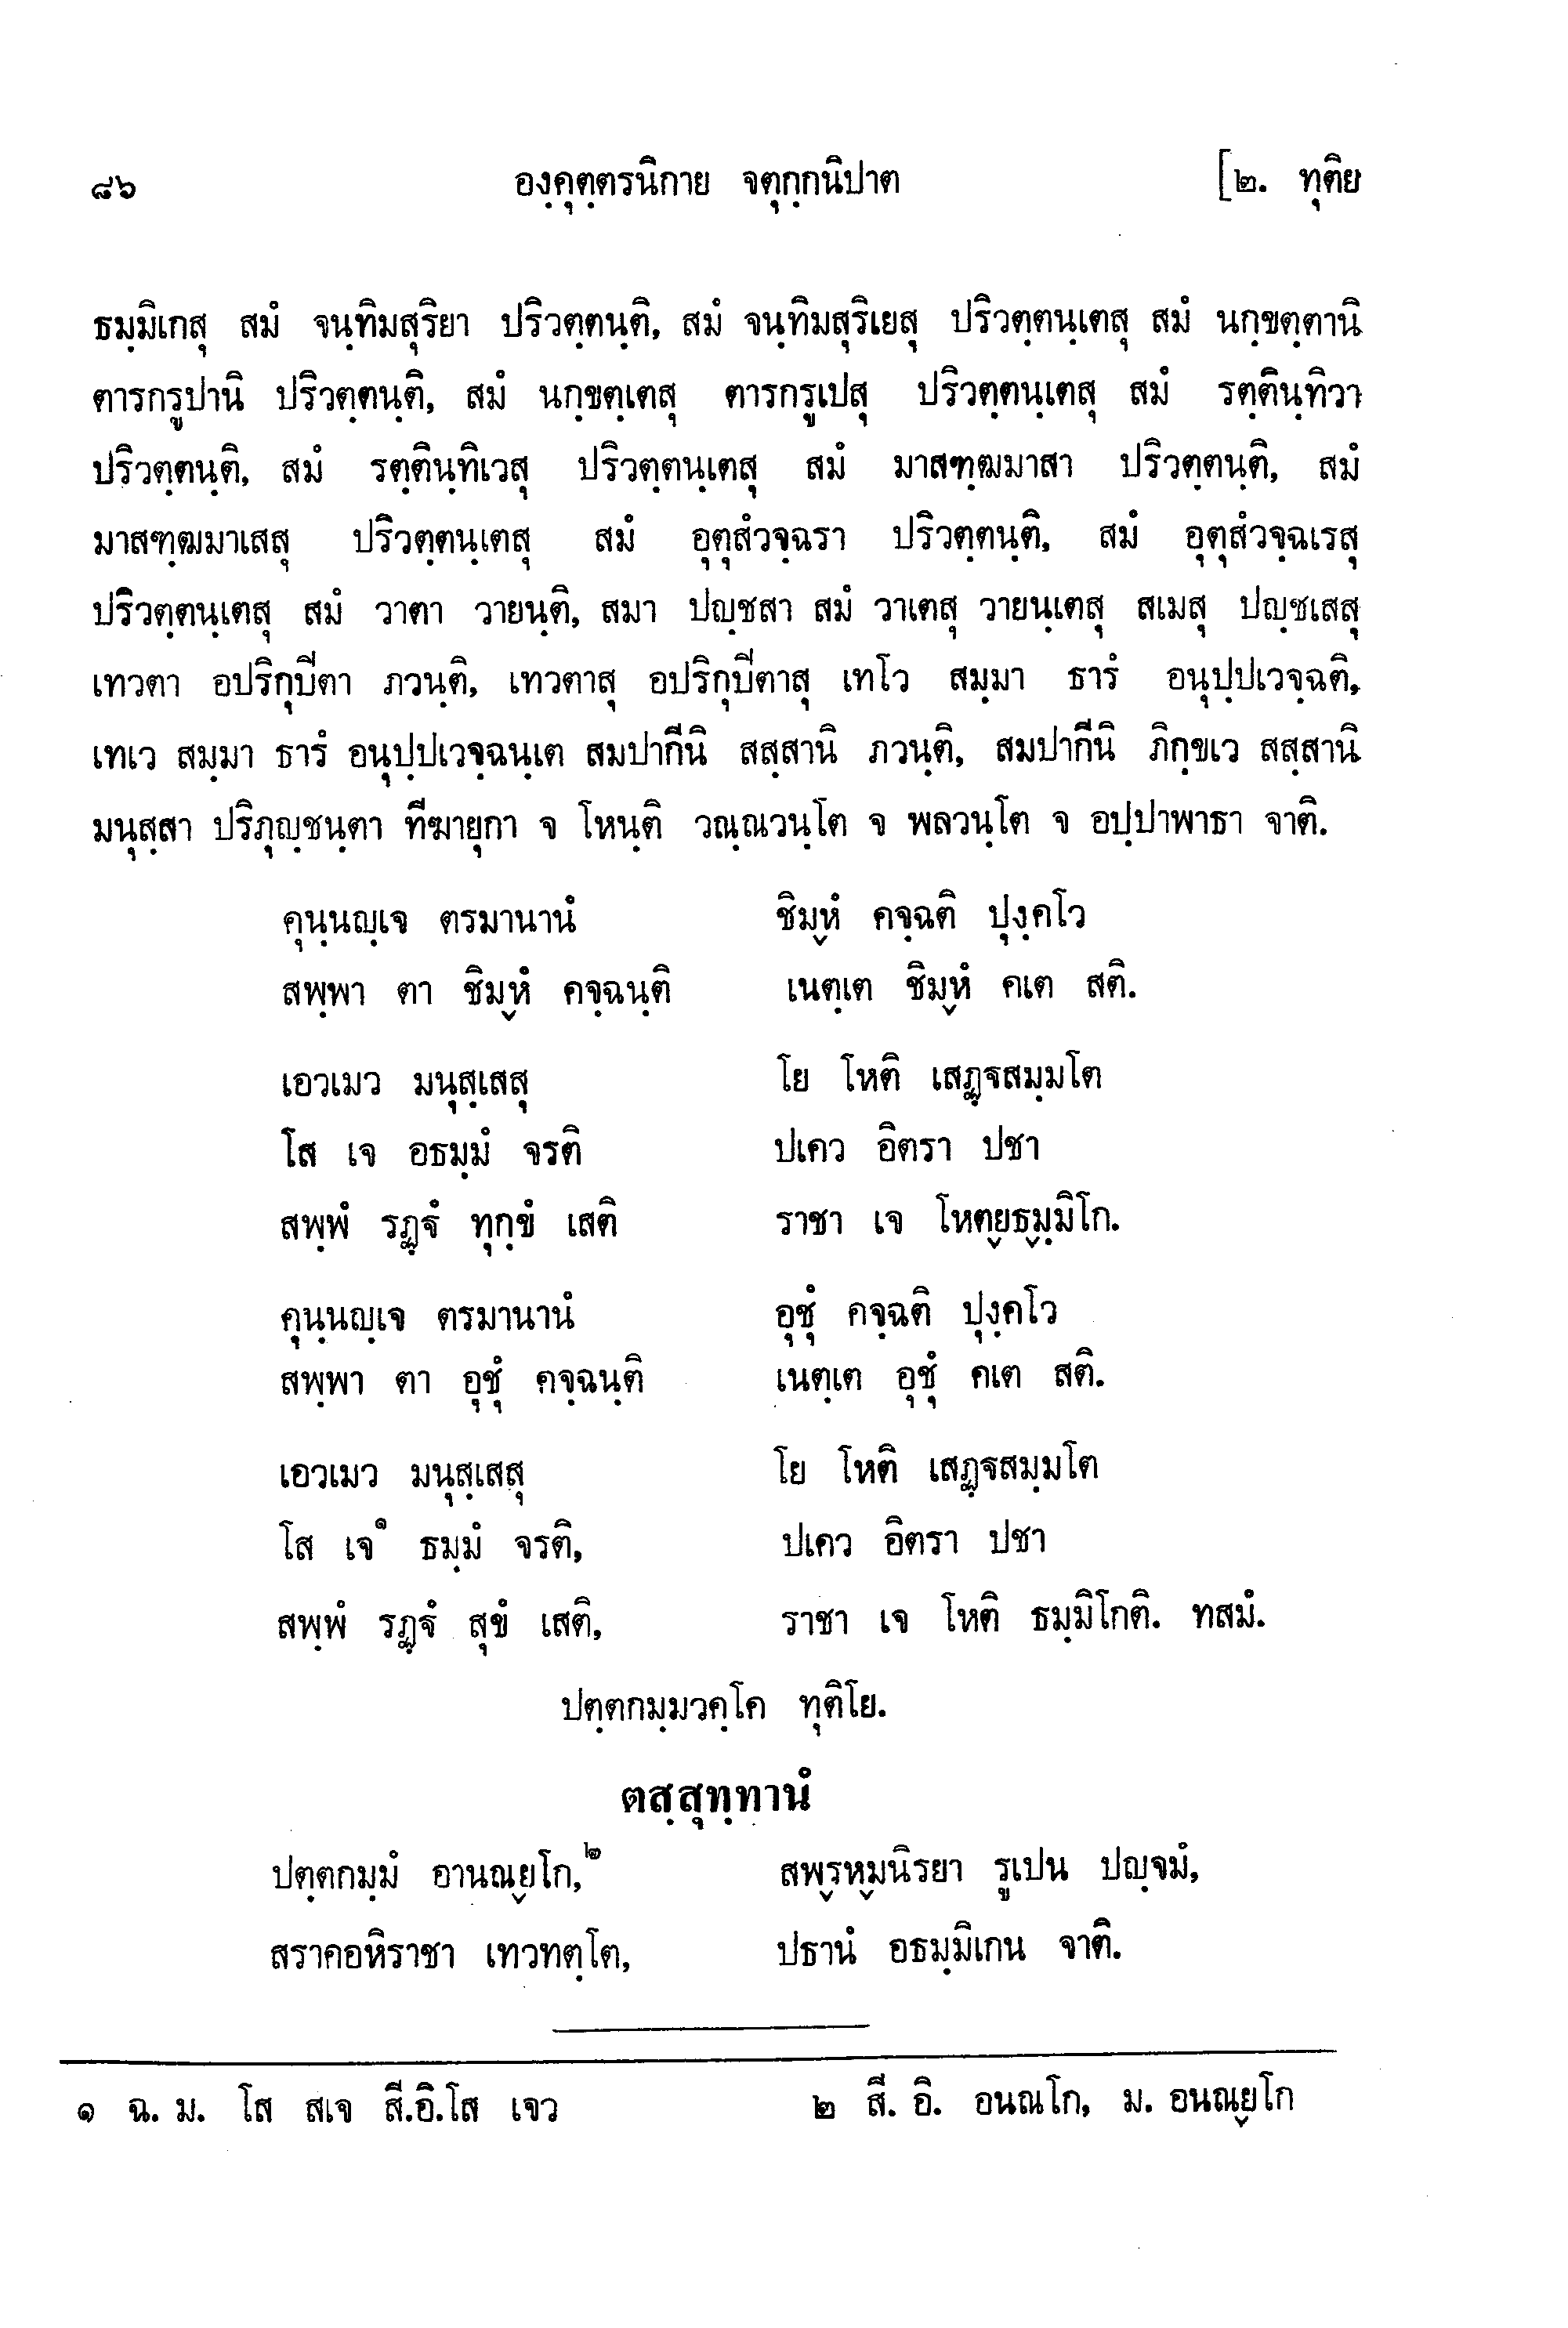 ๘๖ องฺคุตฺตรนิกาย จตุกฺกนิปาต [๒. ทุติย
ธมฺมิเกสุ สมํ จนฺทิมสุริยา ปริวตฺตนฺติ, สมํ จนฺทิมสุริเยสุ ปริวตฺตนฺเตสุ สมํ นกฺขตฺตานิ
ตารกรูปานิ ปริวตฺตนฺติ, สมํ นกฺขตฺเตสุ ตารกรูเปสุ ปริวตฺตนฺเตสุ สมํ รตฺตินฺทิวา
ปริวตฺตนฺติ, สมํ รตฺตินฺทิเวสุ ปริวตฺตนฺเตสุ สมํ มาสฑฺฒมาสา ปริวตฺตนฺติ, สมํ
มาสฑฺฒมาเสสุ ปริวตฺตนฺเตสุ สมํ อุตุสํวจฺฉรา ปริวตฺตนฺติ, สมํ อุตุสํวจฺฉเรสุ
ปริวตฺตนฺเตสุ สมํ วาตา วายนฺติ, สมา ปญฺชสา สมํ วาเตสุ วายนฺเตสุ สเมสุ ปญฺชเสสุ
เทวตา อปริกุปีตา ภวนฺติ, เทวตาสุ อปริกุปีตาสุ เทโว สมฺมา ธารํ อนุปฺปเวจฺฉติ,
เทเว สมฺมา ธารํ อนุปฺปเวจฺฉนฺเต สมปากีนิ สสฺสานิ ภวนฺติ, สมปากีนิ ภิกฺขเว สสฺสานิ
มนุสฺสา ปริภุญฺชนฺตา ทีฆายุกา จ โหนฺติ วณฺณวนฺโต จ พลวนฺโต จ อปฺปาพาธา จาติ.
คุนฺนญฺเจ ตรมานานํ ชิมฺหํ คจฺฉติ ปุงฺคโว
สพฺพา ตา ชิมฺหํ คจฺฉนฺติ เนตฺเต ชิมฺหํ คเต สติ.
เอวเมว มนุสฺเสสุ โย โหติ เสฏฺฐสมฺมโต
โส เจ อธมฺมํ จรติ ปเคว อิตรา ปชา
สพฺพํ รฏฺฐํ ทุกฺขํ เสติ ราชา เจ โหตฺยธมฺมิโก.
คุนฺนญฺเจ ตรมานานํ อุชุํ คจฺฉติ ปุงฺคโว
สพฺพา ตา อุชุํ คจฺฉนฺติ เนตฺเต อุชุํ คเต สติ.
เอวเมว มนุสฺเสสุ โย โหติ เสฏฺฐสมฺมโต
โส เจ๑ ธมฺมํ จรติ, ปเคว อิตรา ปชา
สพฺพํ รฏฺฐํ สุขํ เสติ, ราชา เจ โหติ ธมฺมิโกติ. ทสมํ.
ปตฺตกมฺมวคฺโค ทุติโย.
ตสฺสุทฺทานํ
ปตฺตกมฺมํ อานณฺยโก,๒ สพฺรหฺมนิรยา รูเปน ปญฺจมํ,
สราคอหิราชา เทวทตฺโต, ปธานํ อธมฺมิเกน จาติ.
๑ ฉ. ม. โส สเจ สี.อิ.โส เจว ๒ สี. อิ. อนณโก, ม. อนณฺยโก